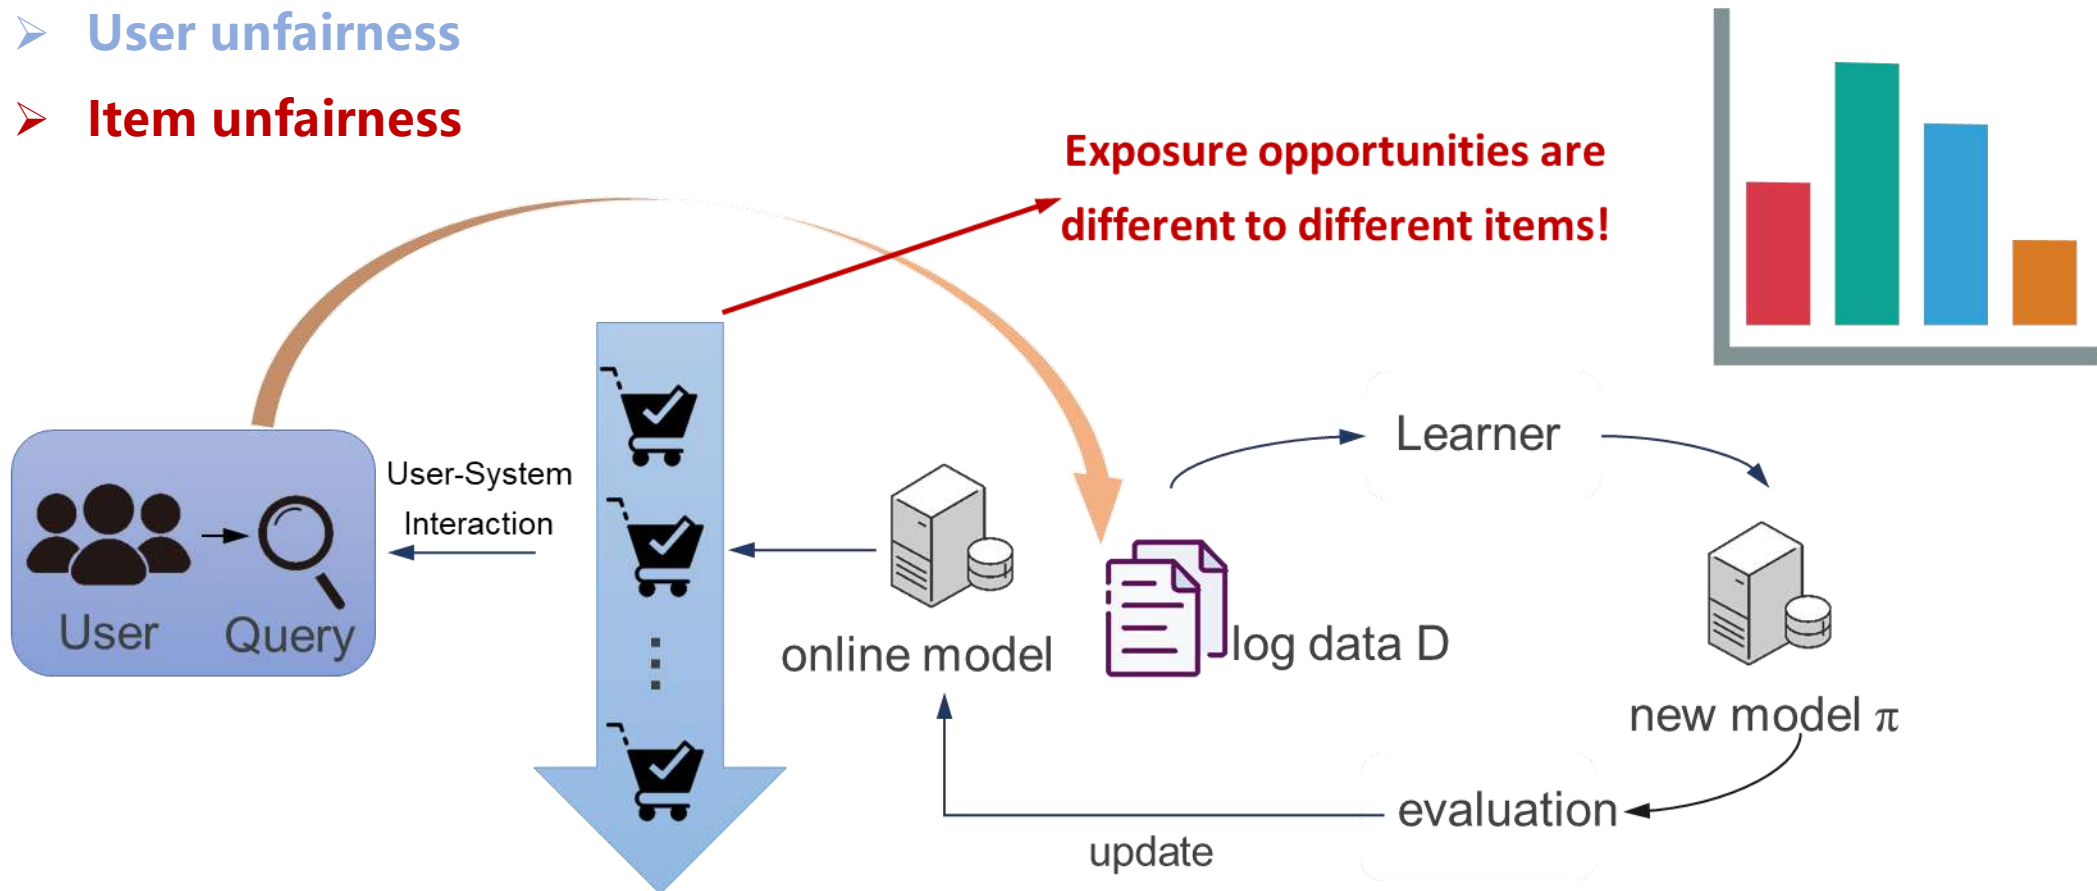 User unfairness
Item unfairness
Exposure opportunities are
different to different items!
User-System
Interaction
User
Query
online model
log data D
Learner
new model π
evaluation
update